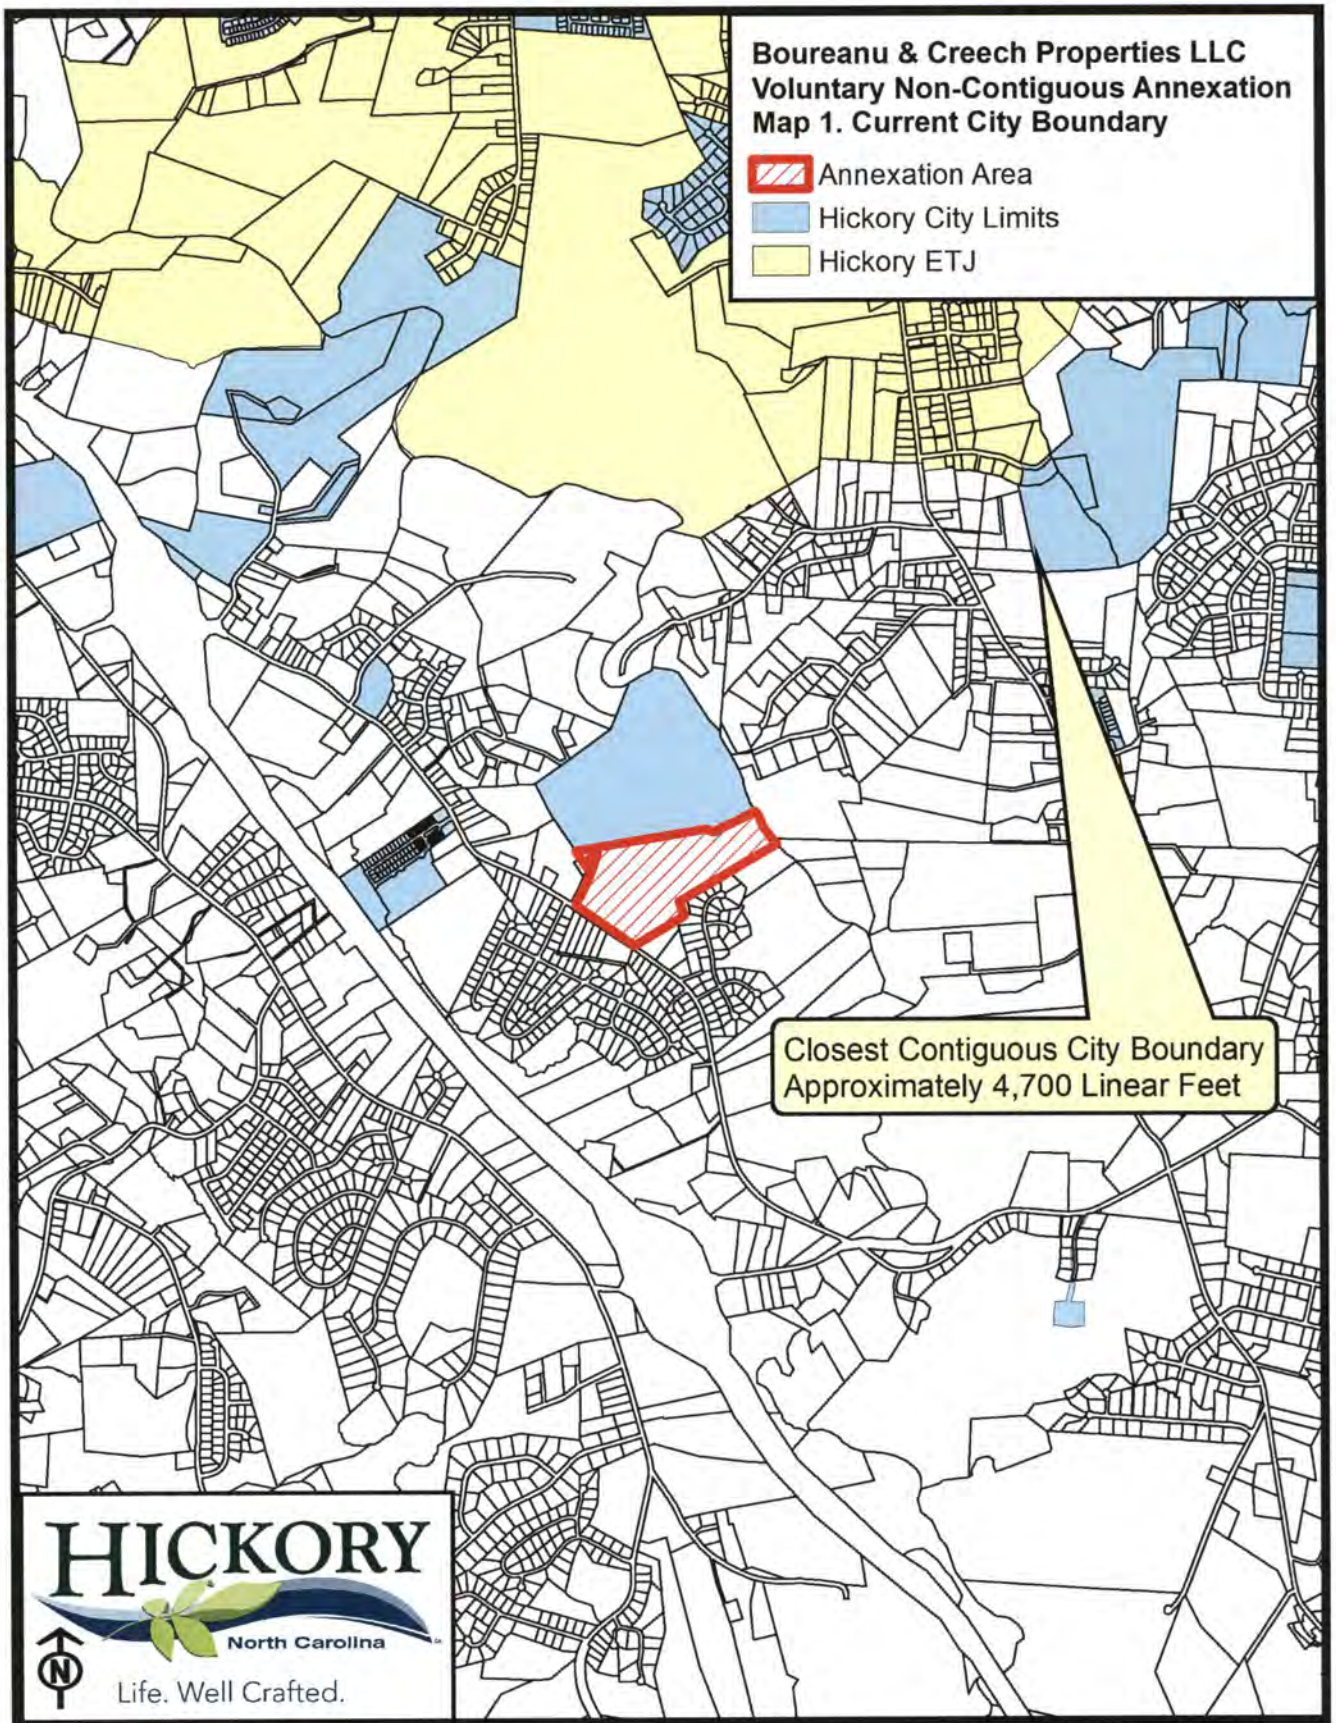 Boureanu & Creech Properties LLC
Voluntary Non-Contiguous Annexation
Map 1. Current City Boundary
Annexation Area
Hickory City Limits
Hickory ETJ
Closest Contiguous City Boundary
Approximately 4,700 Linear Feet
HICKORY
North Carolina
N
Life. Well Crafted.